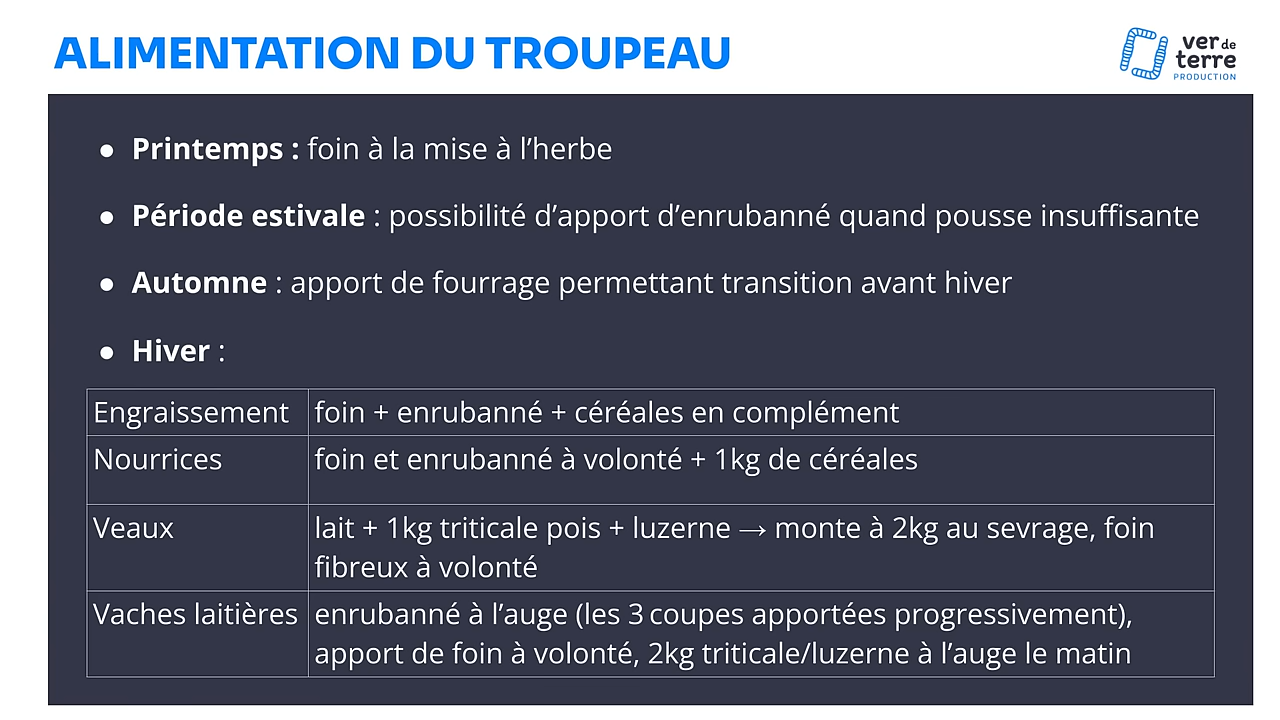 ALIMENTATION DU TROUPEAU
ver de
terre
PRODUCTION
● Printemps : foin à la mise à l’herbe
● Période estivale : possibilité d’apport d’enrubanné quand pousse insuffisante
● Automne : apport de fourrage permettant transition avant hiver
● Hiver :
Engraissement foin + enrubanné + céréales en complément
Nourrices foin et enrubanné à volonté + 1kg de céréales
Veaux lait + 1kg triticale pois + luzerne → monte à 2kg au sevrage, foin
fibreux à volonté
Vaches laitières enrubanné à l’auge (les 3 coupes apportées progressivement),
apport de foin à volonté, 2kg triticale/luzerne à l’auge le matin